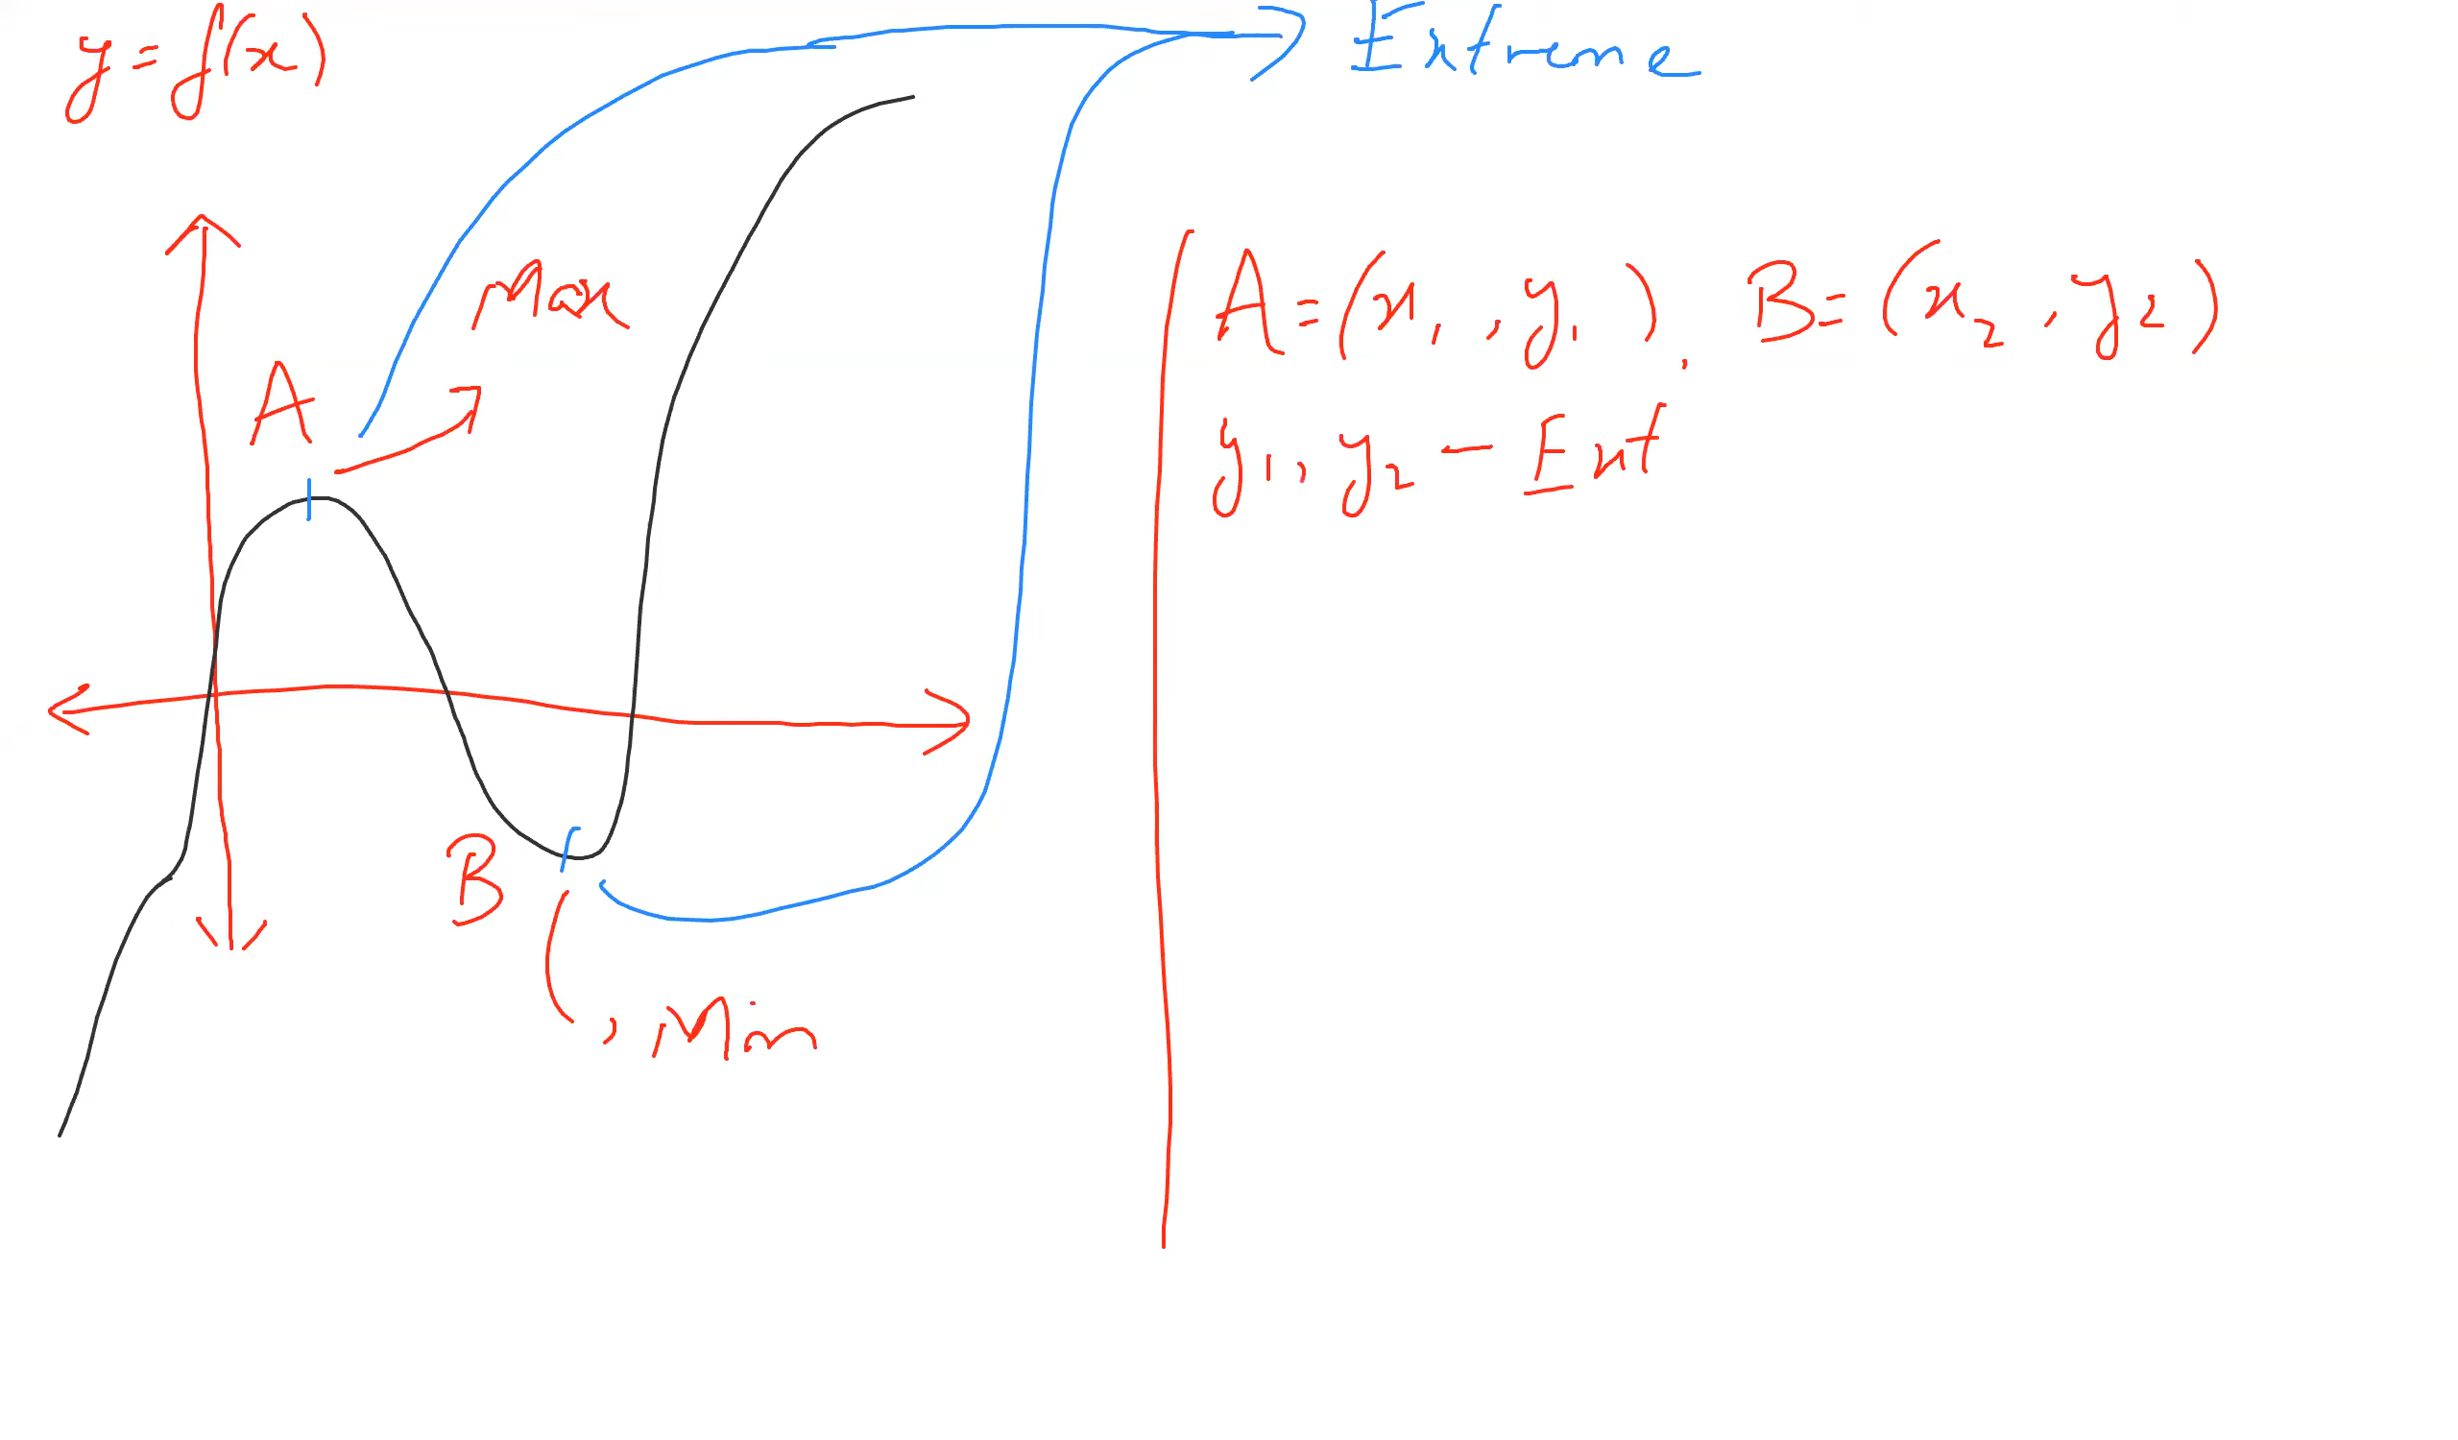 y = f(x)
Extreme
Max
A
A = (x₁, y₁), B = (x₂, y₂)
y₁, y₂ — Ext
B
Min